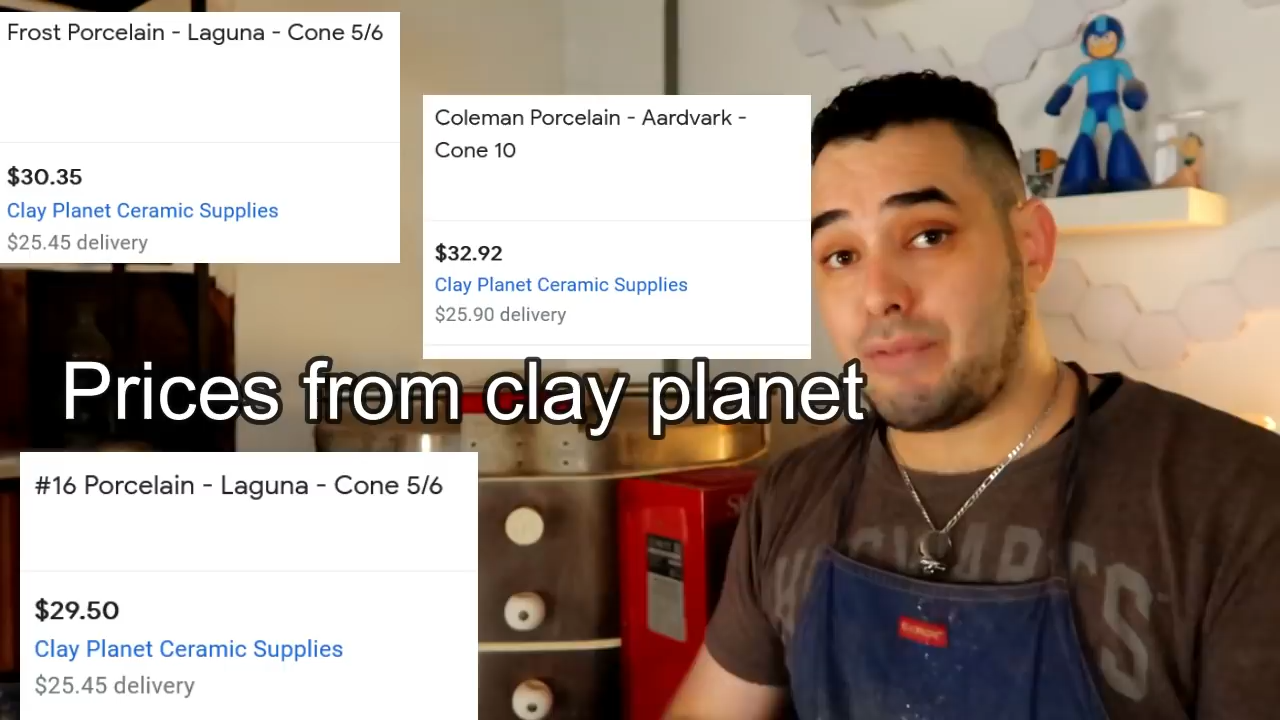 Frost Porcelain - Laguna - Cone 5/6
$30.35
Clay Planet Ceramic Supplies
$25.45 delivery
Coleman Porcelain - Aardvark -
Cone 10
$32.92
Clay Planet Ceramic Supplies
$25.90 delivery
Prices from clay planet
#16 Porcelain - Laguna - Cone 5/6
$29.50
Clay Planet Ceramic Supplies
$25.45 delivery